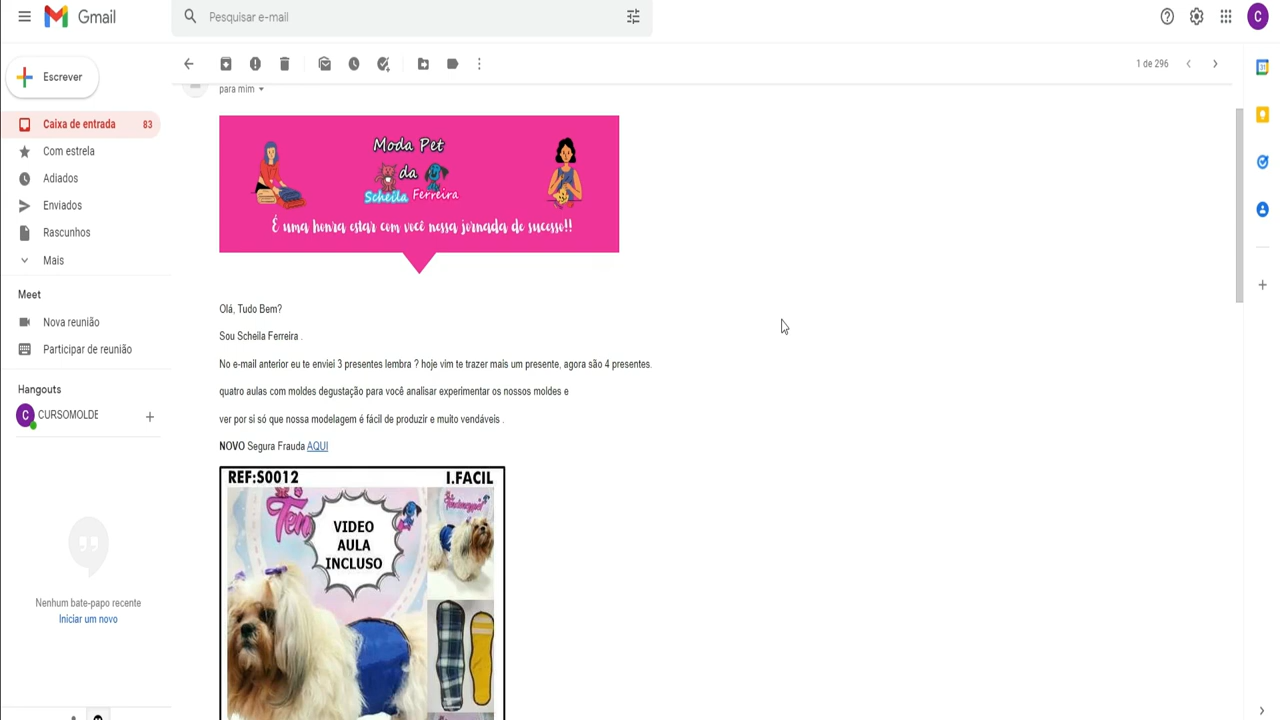 Gmail
Pesquisar e-mail
C
Escrever
1 de 296
para mim
Caixa de entrada 83
Com estrela
Adiados
Enviados
Rascunhos
Mais
Meet
Nova reunião
Participar de reunião
Hangouts
C CURSOMOLDE
Nenhum bate-papo recente
Iniciar um novo
Moda Pet
da
Scheila Ferreira
É uma honra estar com você nessa jornada de sucesso!!
Olá, Tudo Bem?
Sou Scheila Ferreira .
No e-mail anterior eu te enviei 3 presentes lembra ? hoje vim te trazer mais um presente, agora são 4 presentes.
quatro aulas com moldes degustação para você analisar experimentar os nossos moldes e
ver por si só que nossa modelagem é fácil de produzir e muito vendáveis .
NOVO Segura Frauda AQUI
REF:S0012 I.FACIL
VIDEO
AULA
INCLUSO